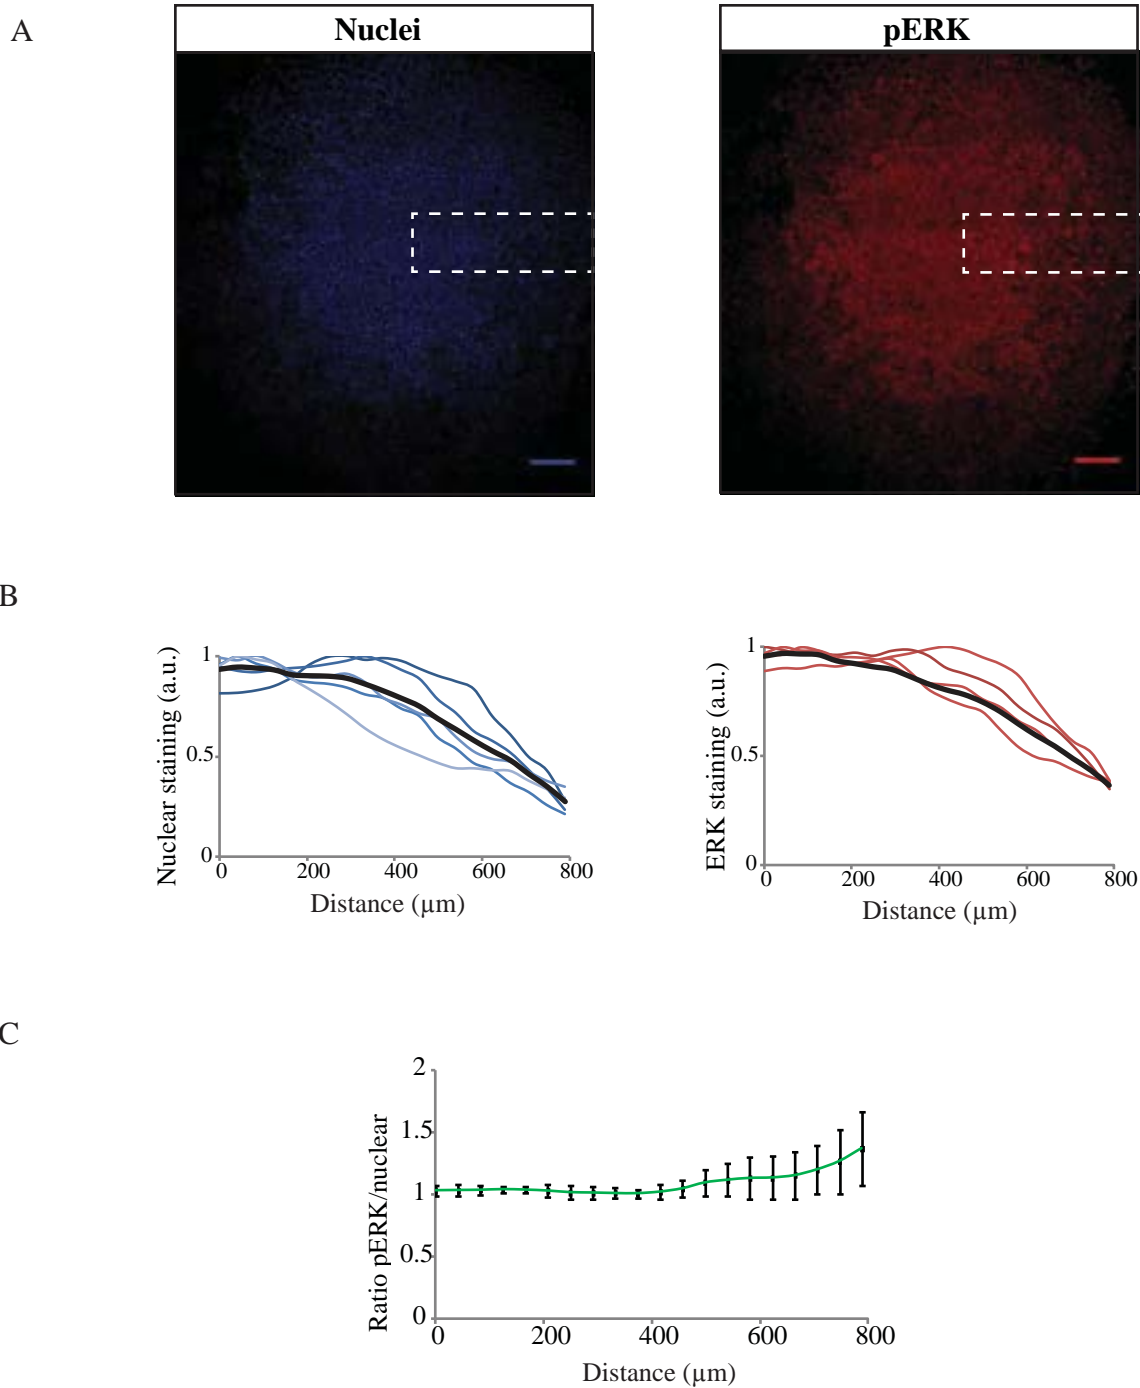 A
Nuclei
pERK
B
Nuclear staining (a.u.)
1
0.5
0
0 200 400 600 800
Distance (µm)
ERK staining (a.u.)
1
0.5
0
0 200 400 600 800
Distance (µm)
C
Ratio pERK/nuclear
2
1.5
1
0.5
0
0 200 400 600 800
Distance (µm)